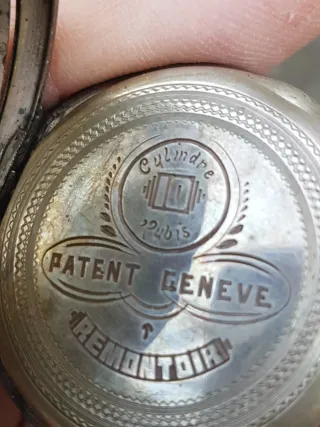 Cylindre
10
Rubis
PATENT GENEVE
REMONTOIR